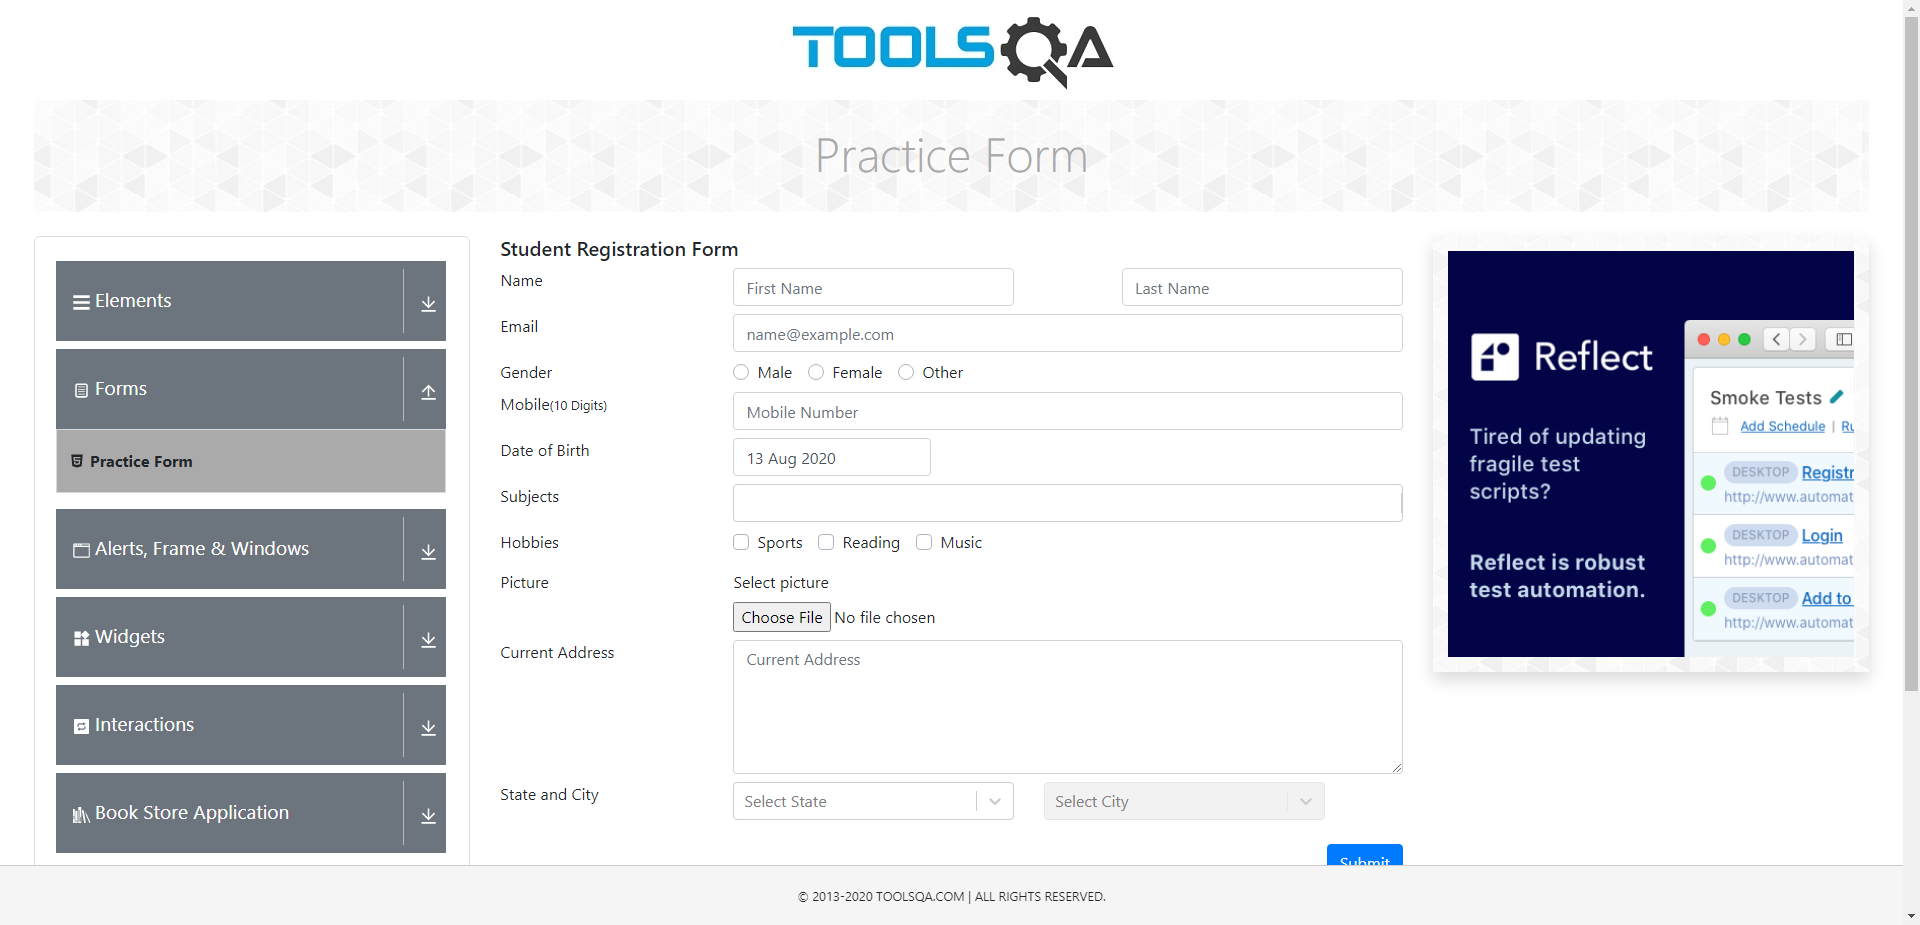 TOOLSQA
Practice Form
Elements
Forms
Practice Form
Alerts, Frame & Windows
Widgets
Interactions
Book Store Application
Student Registration Form
Name
First Name
Last Name
Email
name@example.com
Gender
Male
Female
Other
Mobile(10 Digits)
Mobile Number
Date of Birth
13 Aug 2020
Subjects
Hobbies
Sports
Reading
Music
Picture
Select picture
Choose File No file chosen
Current Address
Current Address
State and City
Select State
Select City
Submit
Reflect
Tired of updating
fragile test
scripts?
Reflect is robust
test automation.
Smoke Tests
Add Schedule | Ru
DESKTOP Registr
http://www.automat
DESKTOP Login
http://www.automat
DESKTOP Add to
http://www.automat
© 2013-2020 TOOLSQA.COM | ALL RIGHTS RESERVED.